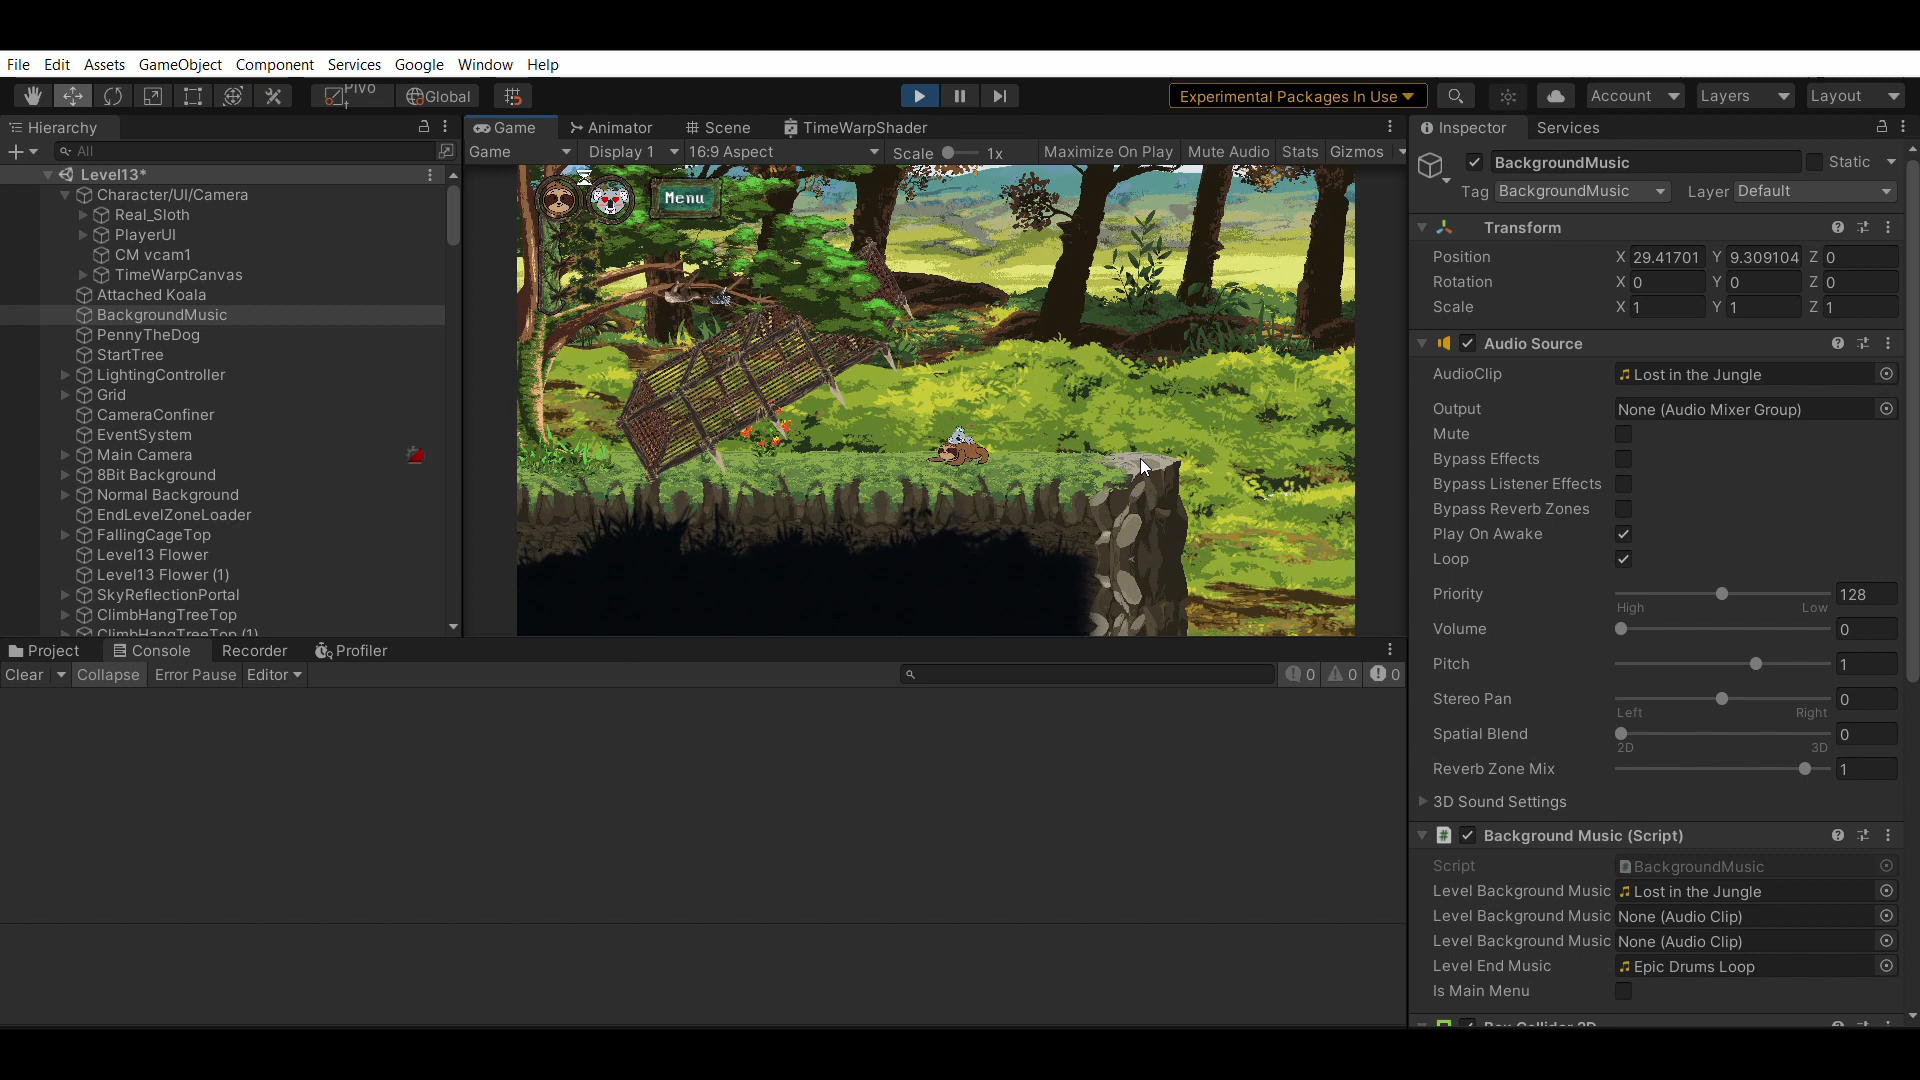 File Edit Assets GameObject Component Services Google Window Help
Pivot Global Experimental Packages In Use Account Layers Layout
Hierarchy
All
Level13*
Character/UI/Camera
Real_Sloth
PlayerUI
CM vcam1
TimeWarpCanvas
Attached Koala
BackgroundMusic
PennyTheDog
StartTree
LightingController
Grid
CameraConfiner
EventSystem
Main Camera
8Bit Background
Normal Background
EndLevelZoneLoader
FallingCageTop
Level13 Flower
Level13 Flower (1)
SkyReflectionPortal
ClimbHangTreeTop
ClimbHangTreeTop (1)
Game Animator Scene TimeWarpShader
Game Display 1 16:9 Aspect Scale 1x Maximize On Play Mute Audio Stats Gizmos
Menu
Project Console Recorder Profiler
Clear Collapse Error Pause Editor 0 0 0
Inspector Services
BackgroundMusic Static
Tag BackgroundMusic Layer Default
Transform
Position X 29.41701 Y 9.309104 Z 0
Rotation X 0 Y 0 Z 0
Scale X 1 Y 1 Z 1
Audio Source
AudioClip Lost in the Jungle
Output None (Audio Mixer Group)
Mute
Bypass Effects
Bypass Listener Effects
Bypass Reverb Zones
Play On Awake
Loop
Priority 128
High Low
Volume 0
Pitch 1
Stereo Pan 0
Left Right
Spatial Blend 0
2D 3D
Reverb Zone Mix 1
3D Sound Settings
Background Music (Script)
Script BackgroundMusic
Level Background Music Lost in the Jungle
Level Background Music None (Audio Clip)
Level Background Music None (Audio Clip)
Level End Music Epic Drums Loop
Is Main Menu
Box Collider 2D